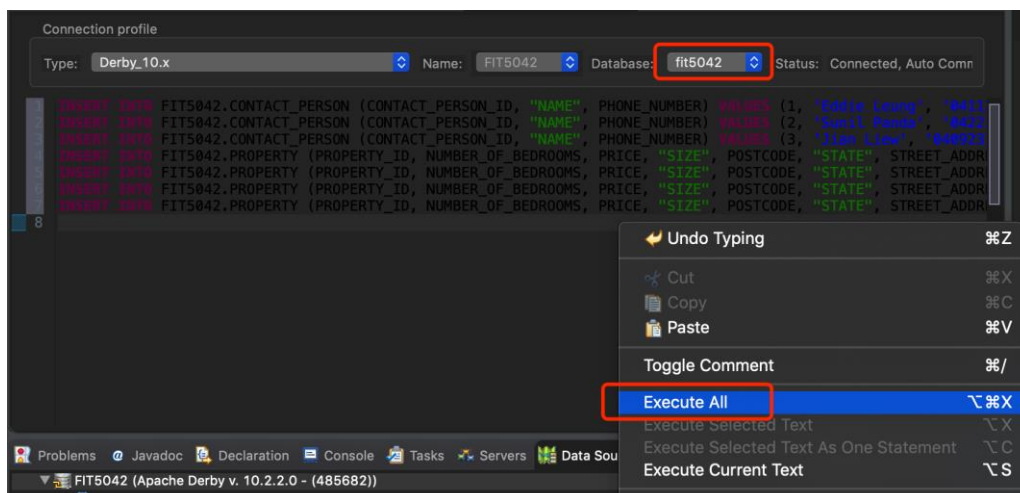 Connection profile
Type: Derby_10.x Name: FIT5042 Database: fit5042 Status: Connected, Auto Comm
1 INSERT INTO FIT5042.CONTACT_PERSON (CONTACT_PERSON_ID, "NAME", PHONE_NUMBER) VALUES (1, 'Eddie Leung', '0411
2 INSERT INTO FIT5042.CONTACT_PERSON (CONTACT_PERSON_ID, "NAME", PHONE_NUMBER) VALUES (2, 'Sunil Panda', '0422
3 INSERT INTO FIT5042.CONTACT_PERSON (CONTACT_PERSON_ID, "NAME", PHONE_NUMBER) VALUES (3, 'Jian Liew', '040923
4 INSERT INTO FIT5042.PROPERTY (PROPERTY_ID, NUMBER_OF_BEDROOMS, PRICE, "SIZE", POSTCODE, "STATE", STREET_ADDR
5 INSERT INTO FIT5042.PROPERTY (PROPERTY_ID, NUMBER_OF_BEDROOMS, PRICE, "SIZE", POSTCODE, "STATE", STREET_ADDR
6 INSERT INTO FIT5042.PROPERTY (PROPERTY_ID, NUMBER_OF_BEDROOMS, PRICE, "SIZE", POSTCODE, "STATE", STREET_ADDR
7 INSERT INTO FIT5042.PROPERTY (PROPERTY_ID, NUMBER_OF_BEDROOMS, PRICE, "SIZE", POSTCODE, "STATE", STREET_ADDR
8
Undo Typing ⌘Z
Cut ⌘X
Copy ⌘C
Paste ⌘V
Toggle Comment ⌘/
Execute All ⌥⌘X
Execute Selected Text ⌥X
Execute Selected Text As One Statement ⌥C
Execute Current Text ⌥S
Problems @ Javadoc Declaration Console Tasks Servers Data Sou
FIT5042 (Apache Derby v. 10.2.2.0 - (485682))